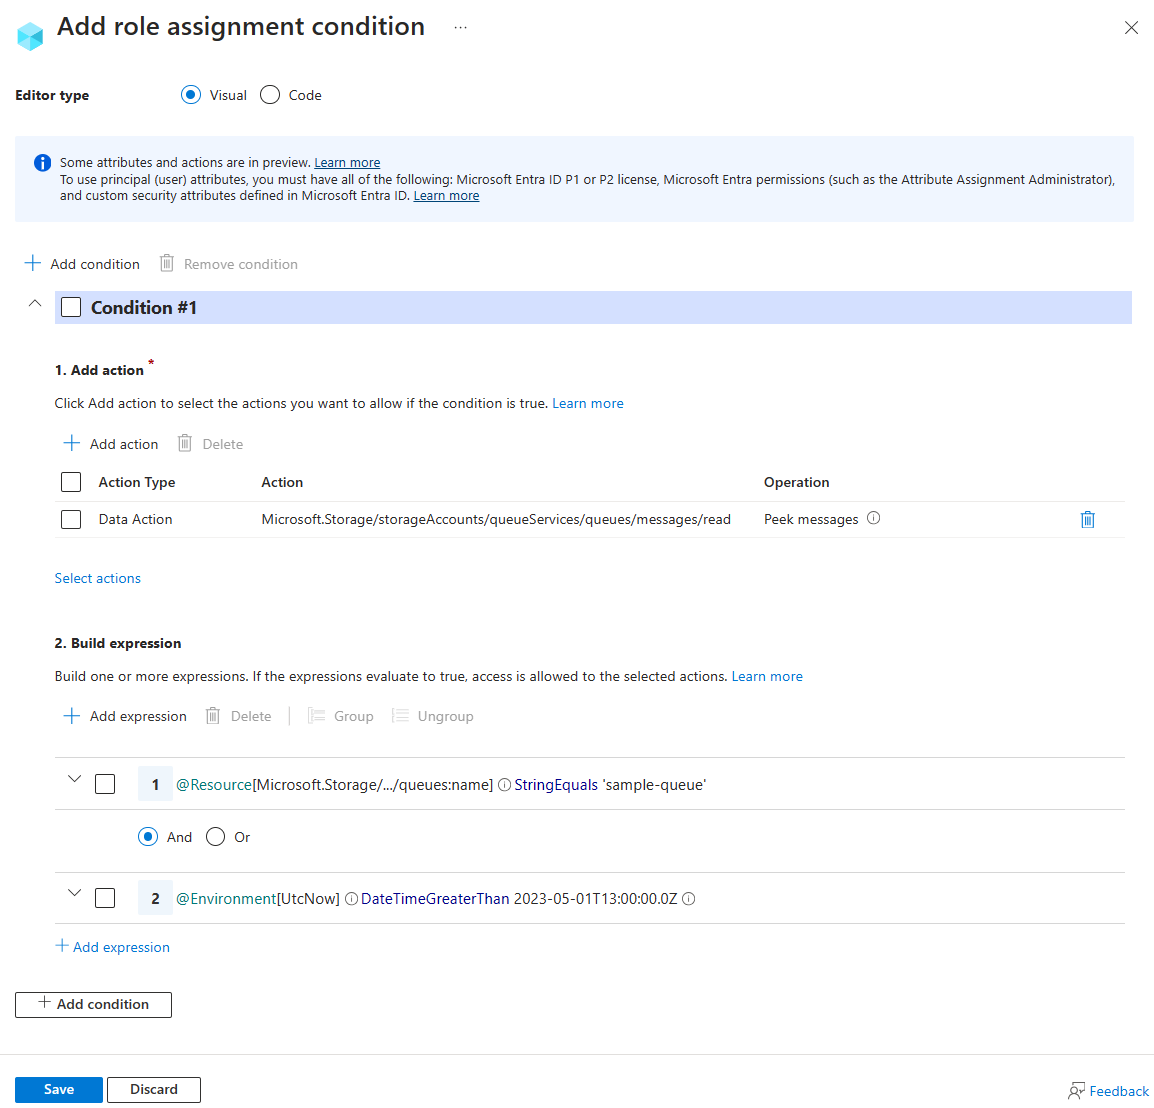 Add role assignment condition ...
Editor type Visual Code
Some attributes and actions are in preview. Learn more
To use principal (user) attributes, you must have all of the following: Microsoft Entra ID P1 or P2 license, Microsoft Entra permissions (such as the Attribute Assignment Administrator),
and custom security attributes defined in Microsoft Entra ID. Learn more
Add condition Remove condition
Condition #1
1. Add action *
Click Add action to select the actions you want to allow if the condition is true. Learn more
Add action Delete
Action Type Action Operation
Data Action Microsoft.Storage/storageAccounts/queueServices/queues/messages/read Peek messages
Select actions
2. Build expression
Build one or more expressions. If the expressions evaluate to true, access is allowed to the selected actions. Learn more
Add expression Delete Group Ungroup
1 @Resource[Microsoft.Storage/.../queues:name] StringEquals 'sample-queue'
And Or
2 @Environment[UtcNow] DateTimeGreaterThan 2023-05-01T13:00:00.0Z
Add expression
Add condition
Save Discard Feedback